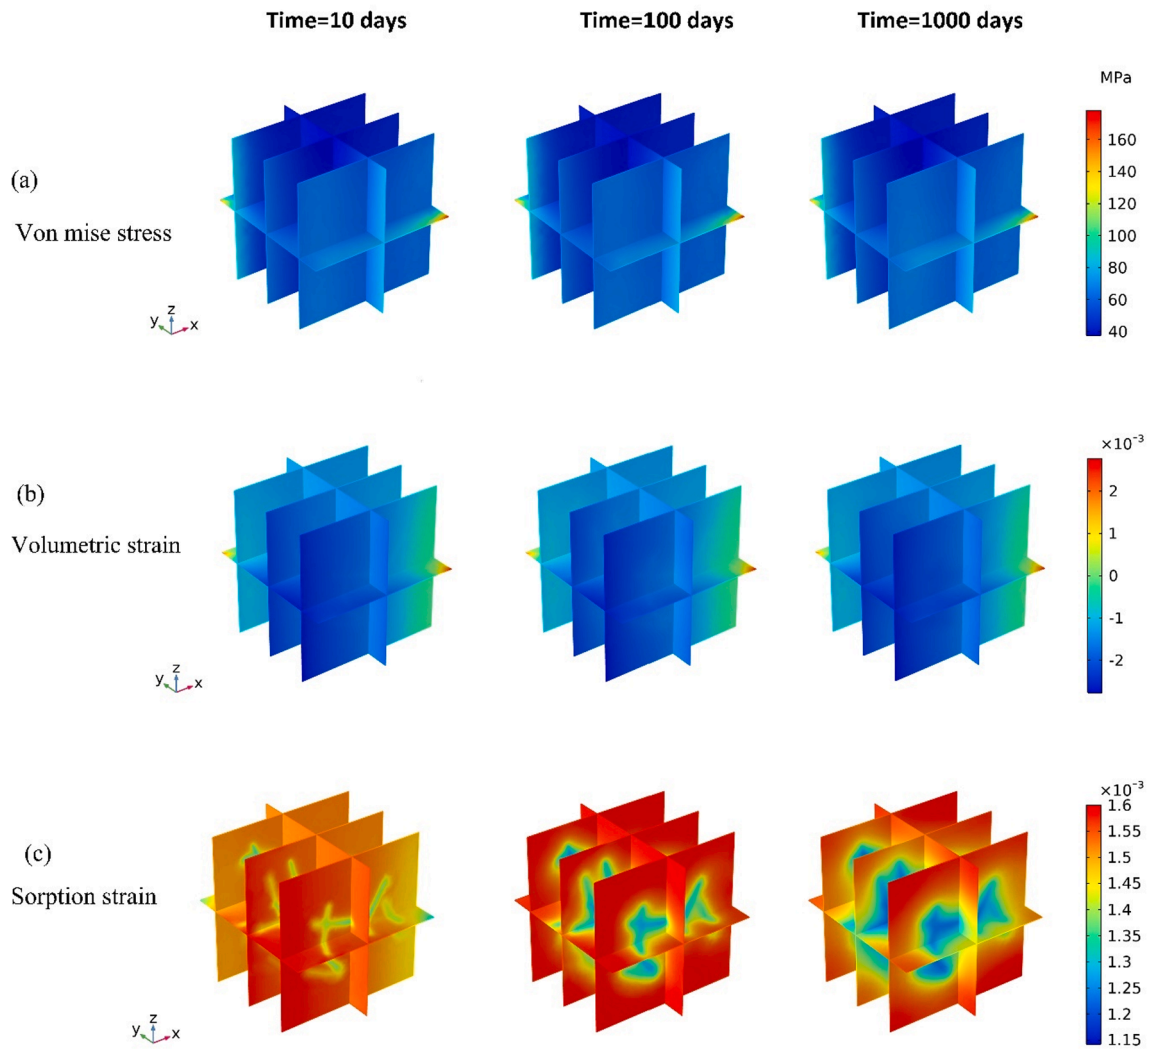 Time=10 days Time=100 days Time=1000 days
MPa
(a)
Von mise stress
160
140
120
100
80
60
40
z
y x
×10⁻³
(b)
Volumetric strain
2
1
0
-1
-2
z
y x
×10⁻³
(c)
Sorption strain
1.6
1.55
1.5
1.45
1.4
1.35
1.3
1.25
1.2
1.15
z
y x